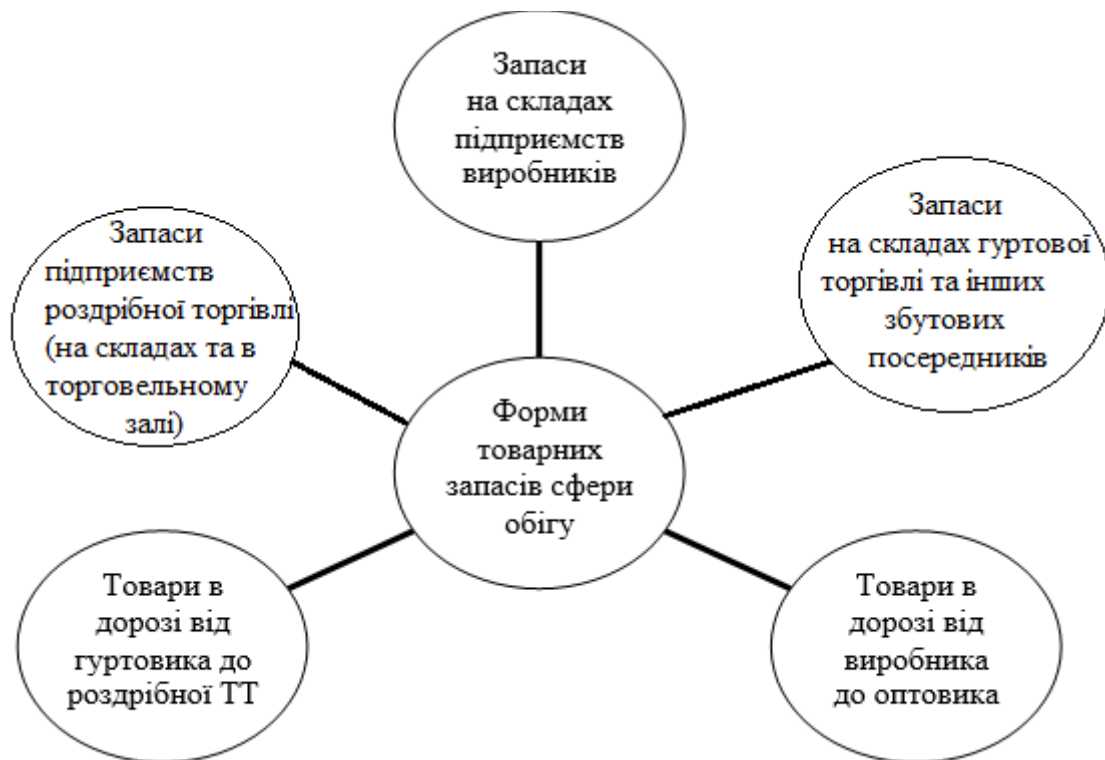 Запаси
на складах
підприємств
виробників
Запаси
на складах гуртової
торгівлі та інших
збутових
посередників
Запаси
підприємств
роздрібної торгівлі
(на складах та в
торговельному
залі)
Форми
товарних
запасів сфери
обігу
Товари в
дорозі від
гуртовика до
роздрібної ТТ
Товари в
дорозі від
виробника
до оптовика